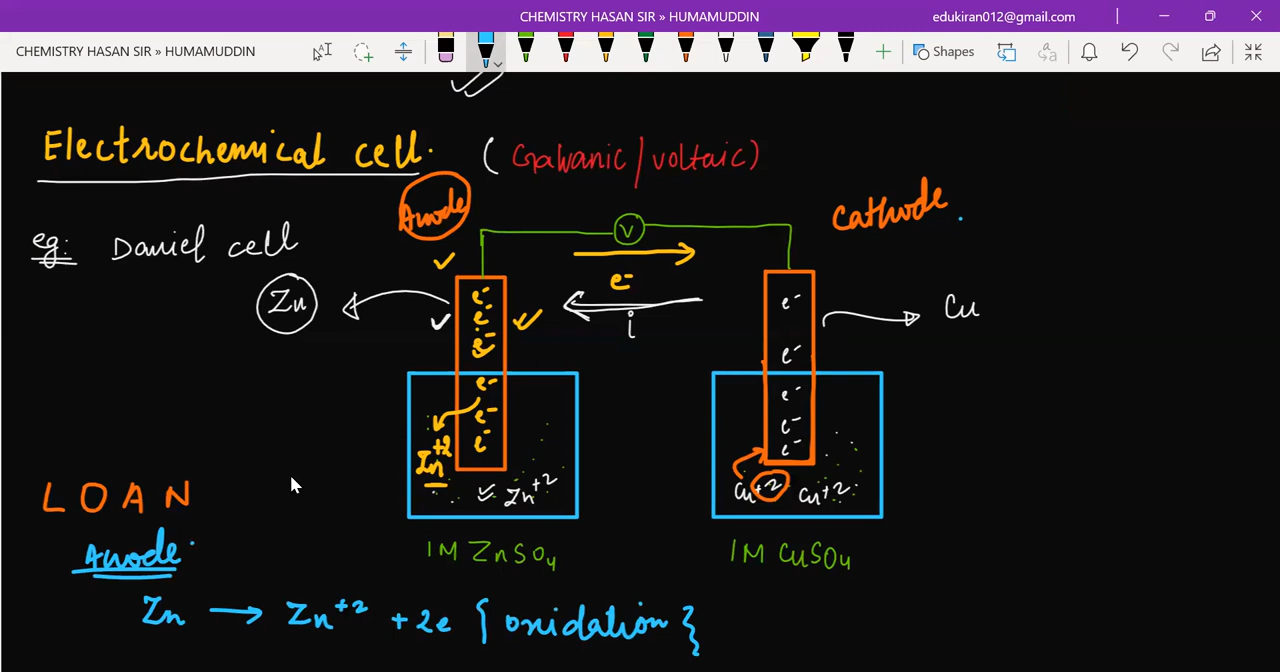 CHEMISTRY HASAN SIR » HUMAMUDDIN
edukiran012@gmail.com
CHEMISTRY HASAN SIR » HUMAMUDDIN
Shapes
Electrochemical cell. (Galvanic/voltaic)
Anode
Cathode.
eg: Daniel cell
V
e-
i
Zn
Cu
e- e-
e- e-
e- e-
e- e-
e- e-
e-
Zn+2
Zn+2
Cu+2 Cu+2
LOAN
1M ZnSO4
1M CuSO4
Anode.
Zn → Zn+2 + 2e { oxidation }